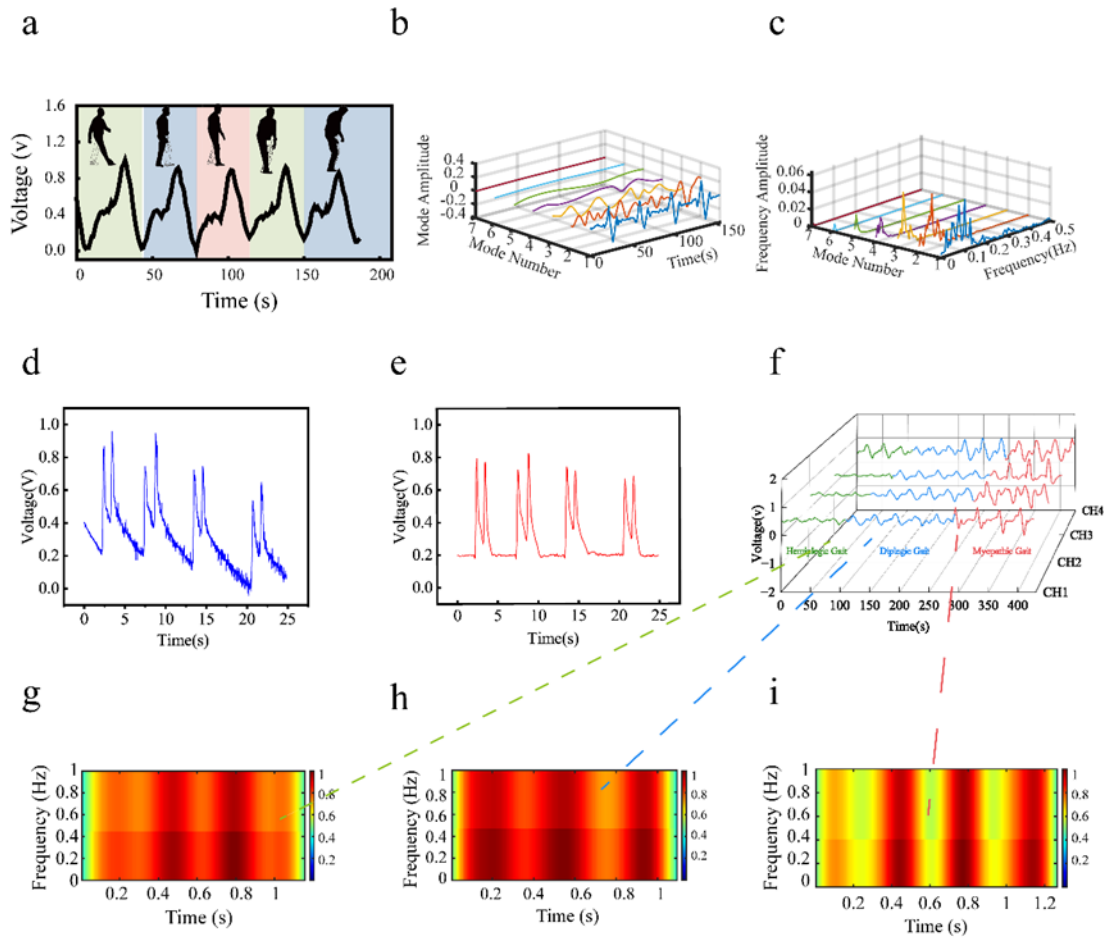 a
b
c
1.6
1.2
0.8
0.4
0.0
Voltage (v)
0 50 100 150 200
Time (s)
0.4
0.2
0
-0.2
-0.4
Mode Amplitude
7 6 5 4 3 2 1
Mode Number
0 50 100 150
Time(s)
0.06
0.04
0.02
0
Frequency Amplitude
7 6 5 4 3 2 1
Mode Number
0 0.1 0.2 0.3 0.4 0.5
Frequency(Hz)
d
e
f
1.0
0.8
0.6
0.4
0.2
0.0
Voltage(V)
0 5 10 15 20 25
Time(s)
1.0
0.8
0.6
0.4
0.2
0.0
Voltage(V)
0 5 10 15 20 25
Time(s)
2
1
0
−1
−2
Voltage(v)
2
1
0
Hemiplegic Gait
Diplegic Gait
Myopathic Gait
CH4
CH3
CH2
CH1
0 50 100 150 200 250 300 350 400
Time(s)
g
h
i
1
0.8
0.6
0.4
0.2
0
Frequency (Hz)
0.2 0.4 0.6 0.8 1
Time (s)
1
0.8
0.6
0.4
0.2
1
0.8
0.6
0.4
0.2
0
Frequency (Hz)
0.2 0.4 0.6 0.8 1
Time (s)
1
0.8
0.6
0.4
0.2
1
0.8
0.6
0.4
0.2
0
Frequency (Hz)
0.2 0.4 0.6 0.8 1 1.2
Time (s)
1
0.8
0.6
0.4
0.2